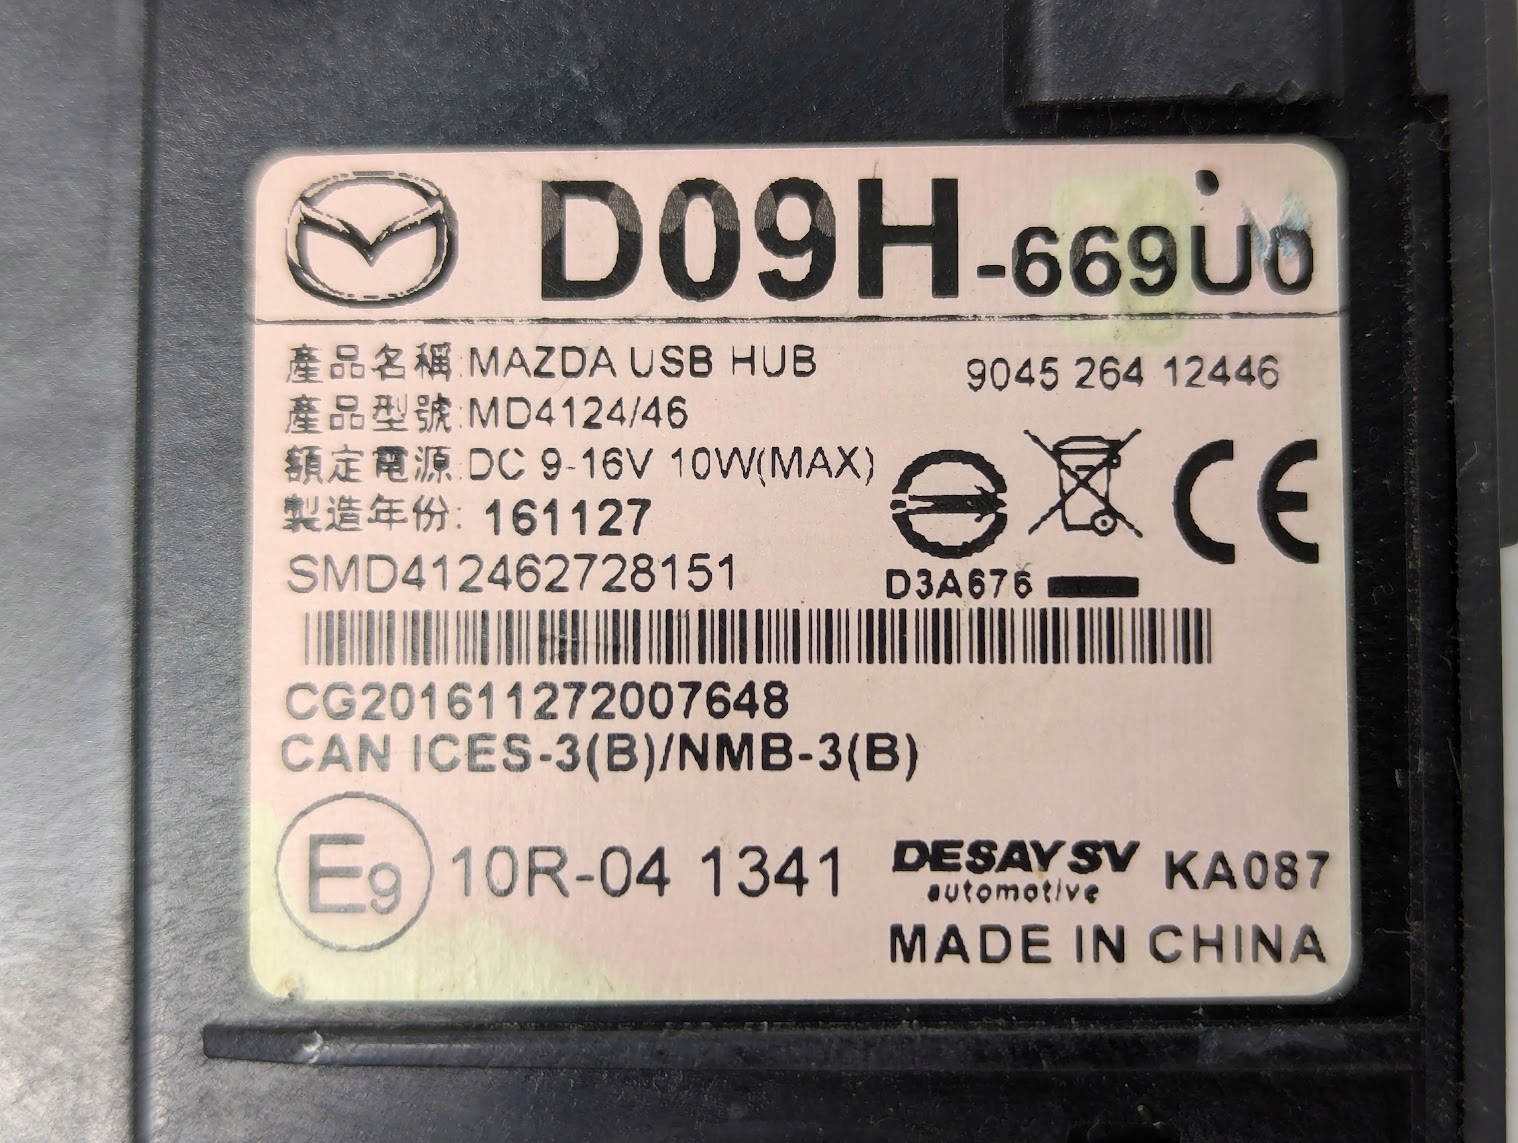 D09H-669U0
產品名稱:MAZDA USB HUB
9045 264 12446
產品型號:MD4124/46
額定電源:DC 9-16V 10W(MAX)
製造年份: 161127
SMD412462728151
D3A676
CE
CG201611272007648
CAN ICES-3(B)/NMB-3(B)
E9 10R-04 1341
DESAY SV automotive KA087
MADE IN CHINA